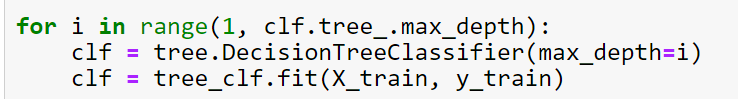 for i in range(1, clf.tree_.max_depth):
    clf = tree.DecisionTreeClassifier(max_depth=i)
    clf = tree_clf.fit(X_train, y_train)